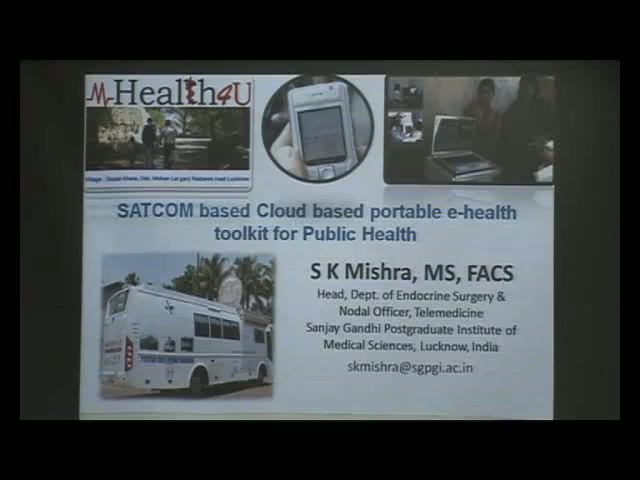 Health4U
SATCOM based Cloud based portable e-health
toolkit for Public Health
S K Mishra, MS, FACS
Head, Dept. of Endocrine Surgery &
Nodal Officer, Telemedicine
Sanjay Gandhi Postgraduate Institute of
Medical Sciences, Lucknow, India
skmishra@sgpgi.ac.in